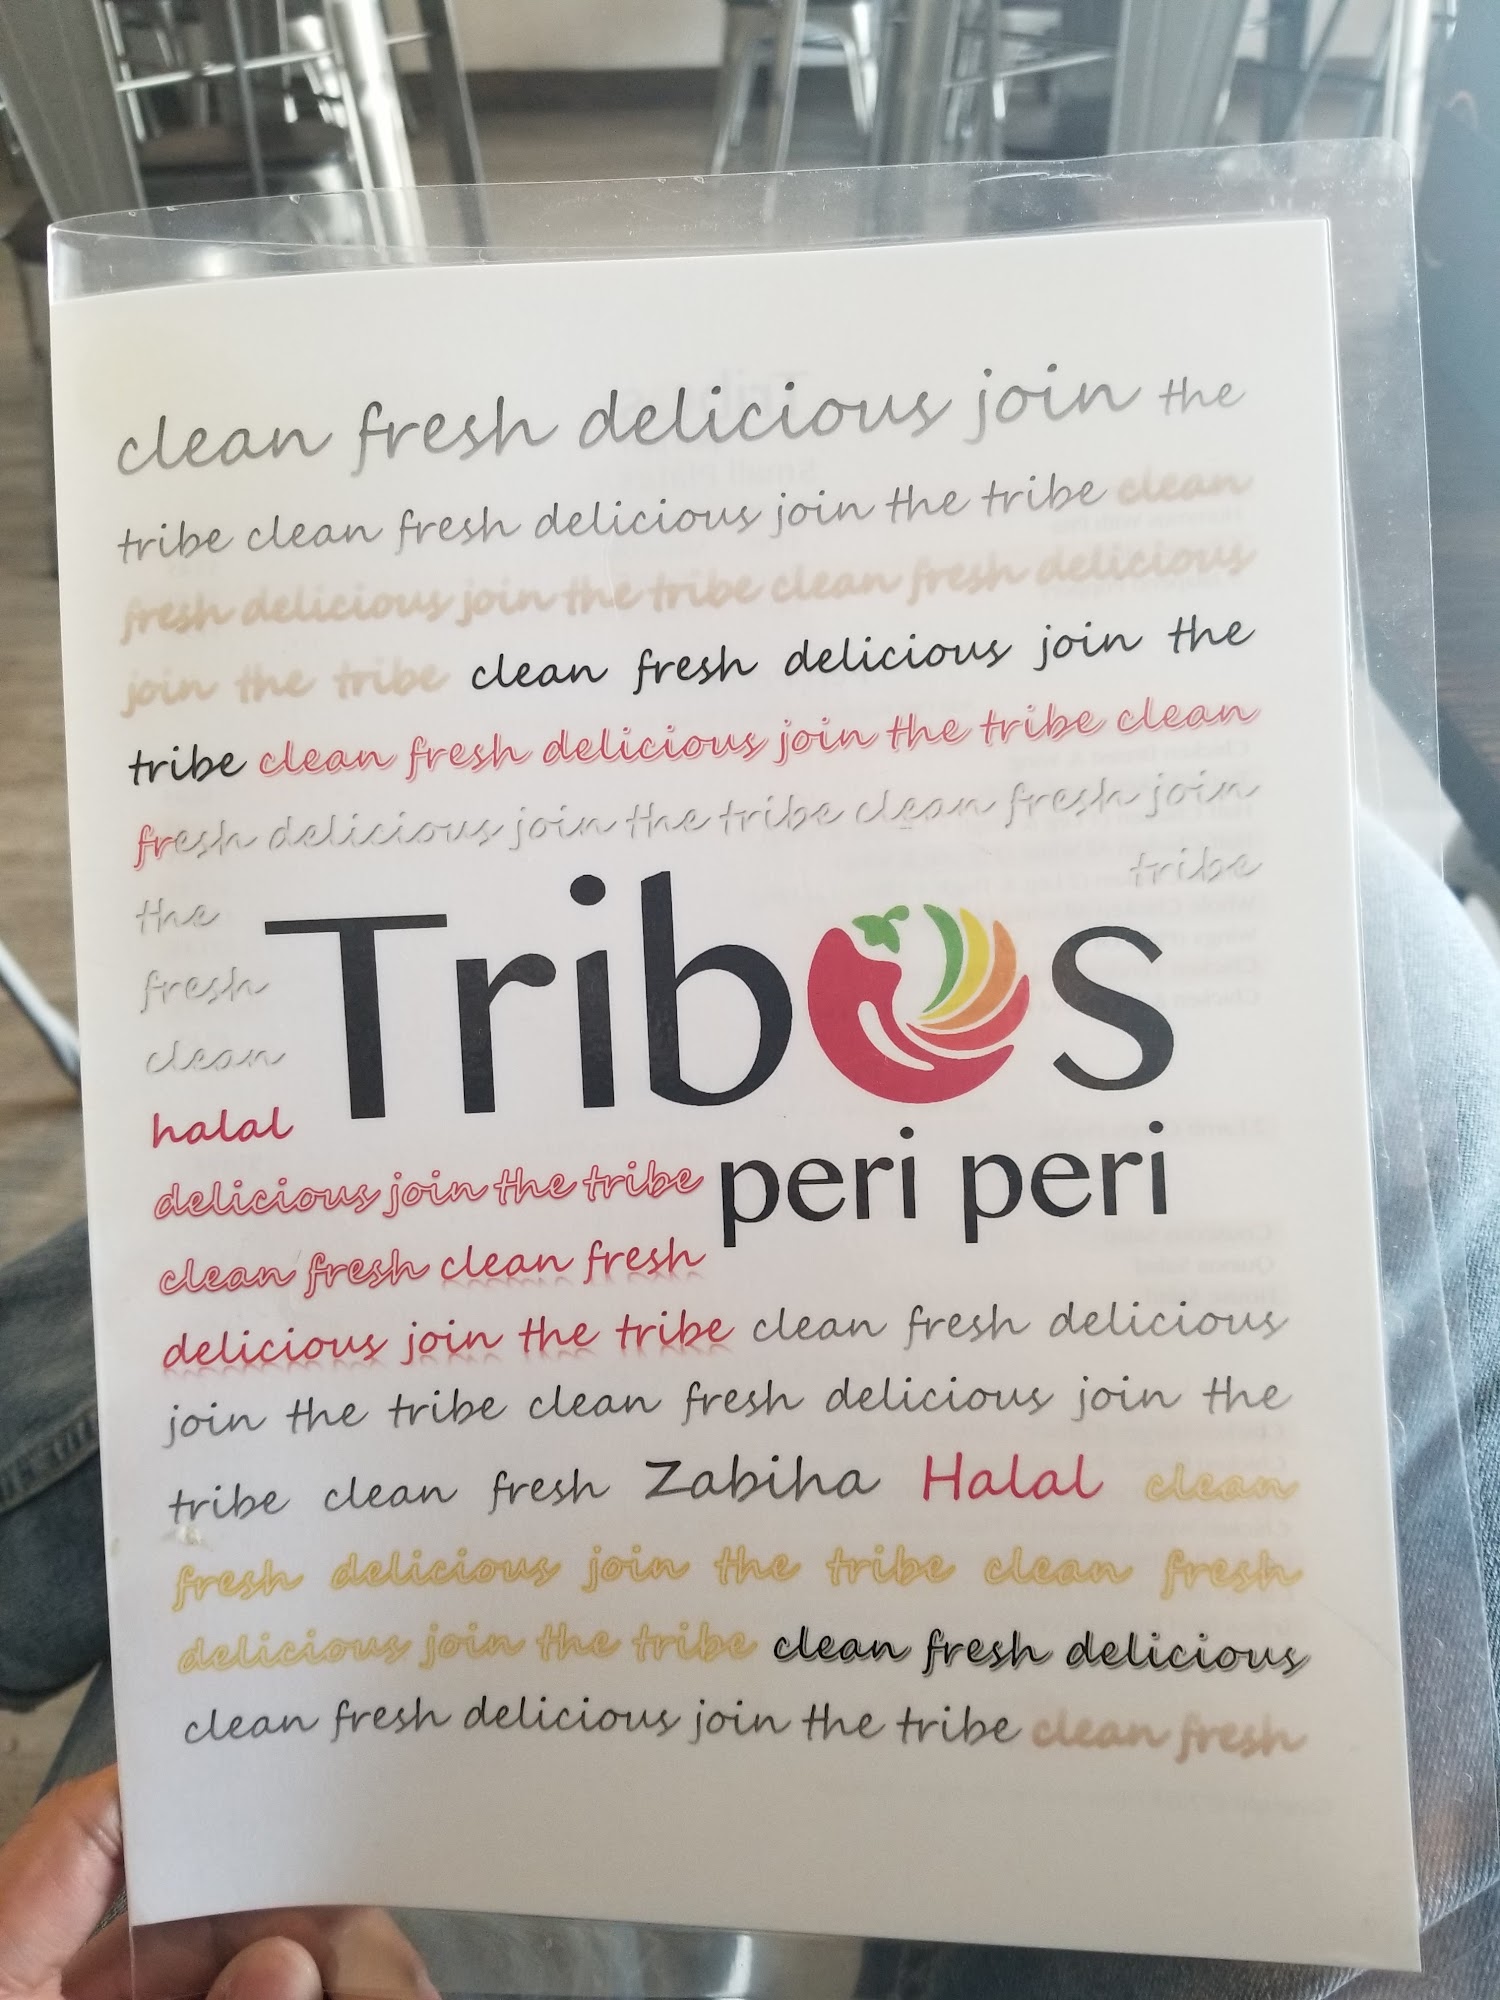 clean fresh delicious join the
tribe clean fresh delicious join the tribe clean
fresh delicious join the tribe clean fresh delicious
join the tribe clean fresh delicious join the
tribe clean fresh delicious join the tribe clean
fresh delicious join the tribe clean fresh join
the tribe
fresh
clean
Tribos
halal
peri peri
delicious join the tribe
clean fresh clean fresh
delicious join the tribe clean fresh delicious
join the tribe clean fresh delicious join the
tribe clean fresh Zabiha Halal clean
fresh delicious join the tribe clean fresh
delicious join the tribe clean fresh delicious
clean fresh delicious join the tribe clean fresh